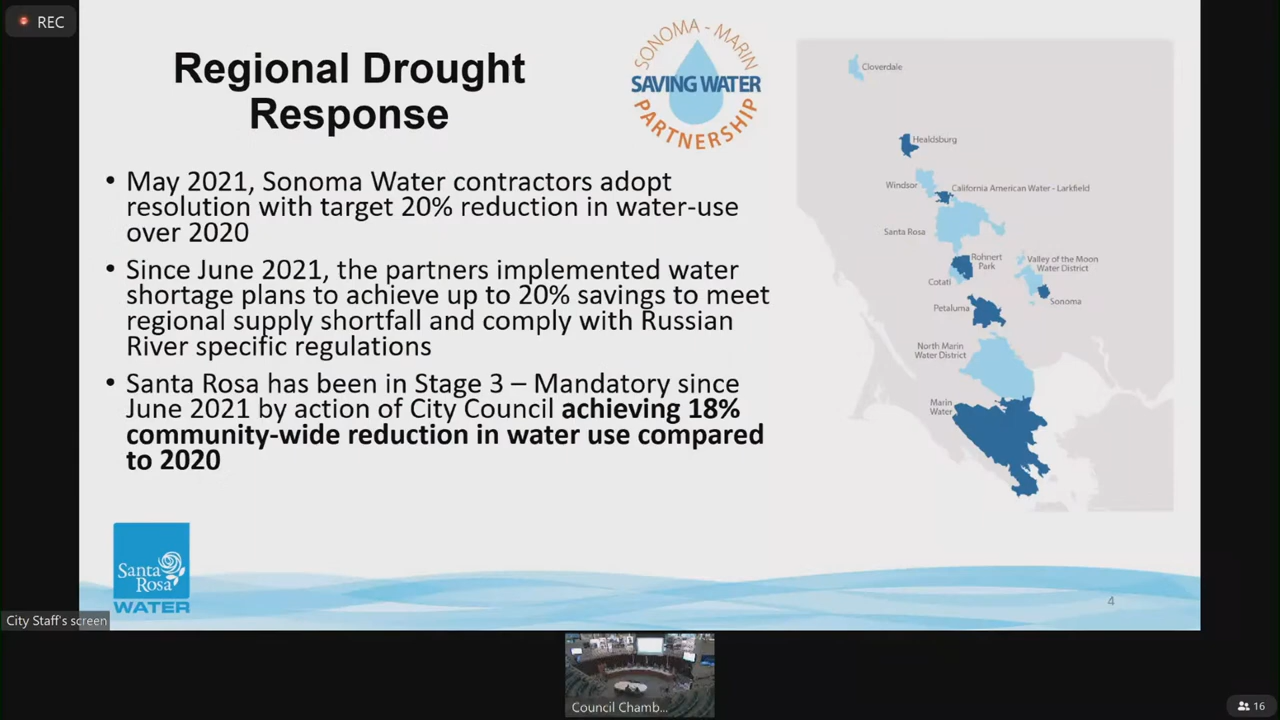 REC
Regional Drought
Response
SONOMA - MARIN
SAVING WATER
PARTNERSHIP
• May 2021, Sonoma Water contractors adopt
resolution with target 20% reduction in water-use
over 2020
• Since June 2021, the partners implemented water
shortage plans to achieve up to 20% savings to meet
regional supply shortfall and comply with Russian
River specific regulations
• Santa Rosa has been in Stage 3 – Mandatory since
June 2021 by action of City Council achieving 18%
community-wide reduction in water use compared
to 2020
Cloverdale
Healdsburg
Windsor
California American Water - Larkfield
Santa Rosa
Rohnert
Park
Cotati
Valley of the Moon
Water District
Sonoma
Petaluma
North Marin
Water District
Marin
Water
Santa
Rosa
WATER
4
City Staff's screen
Council Chamb...
16